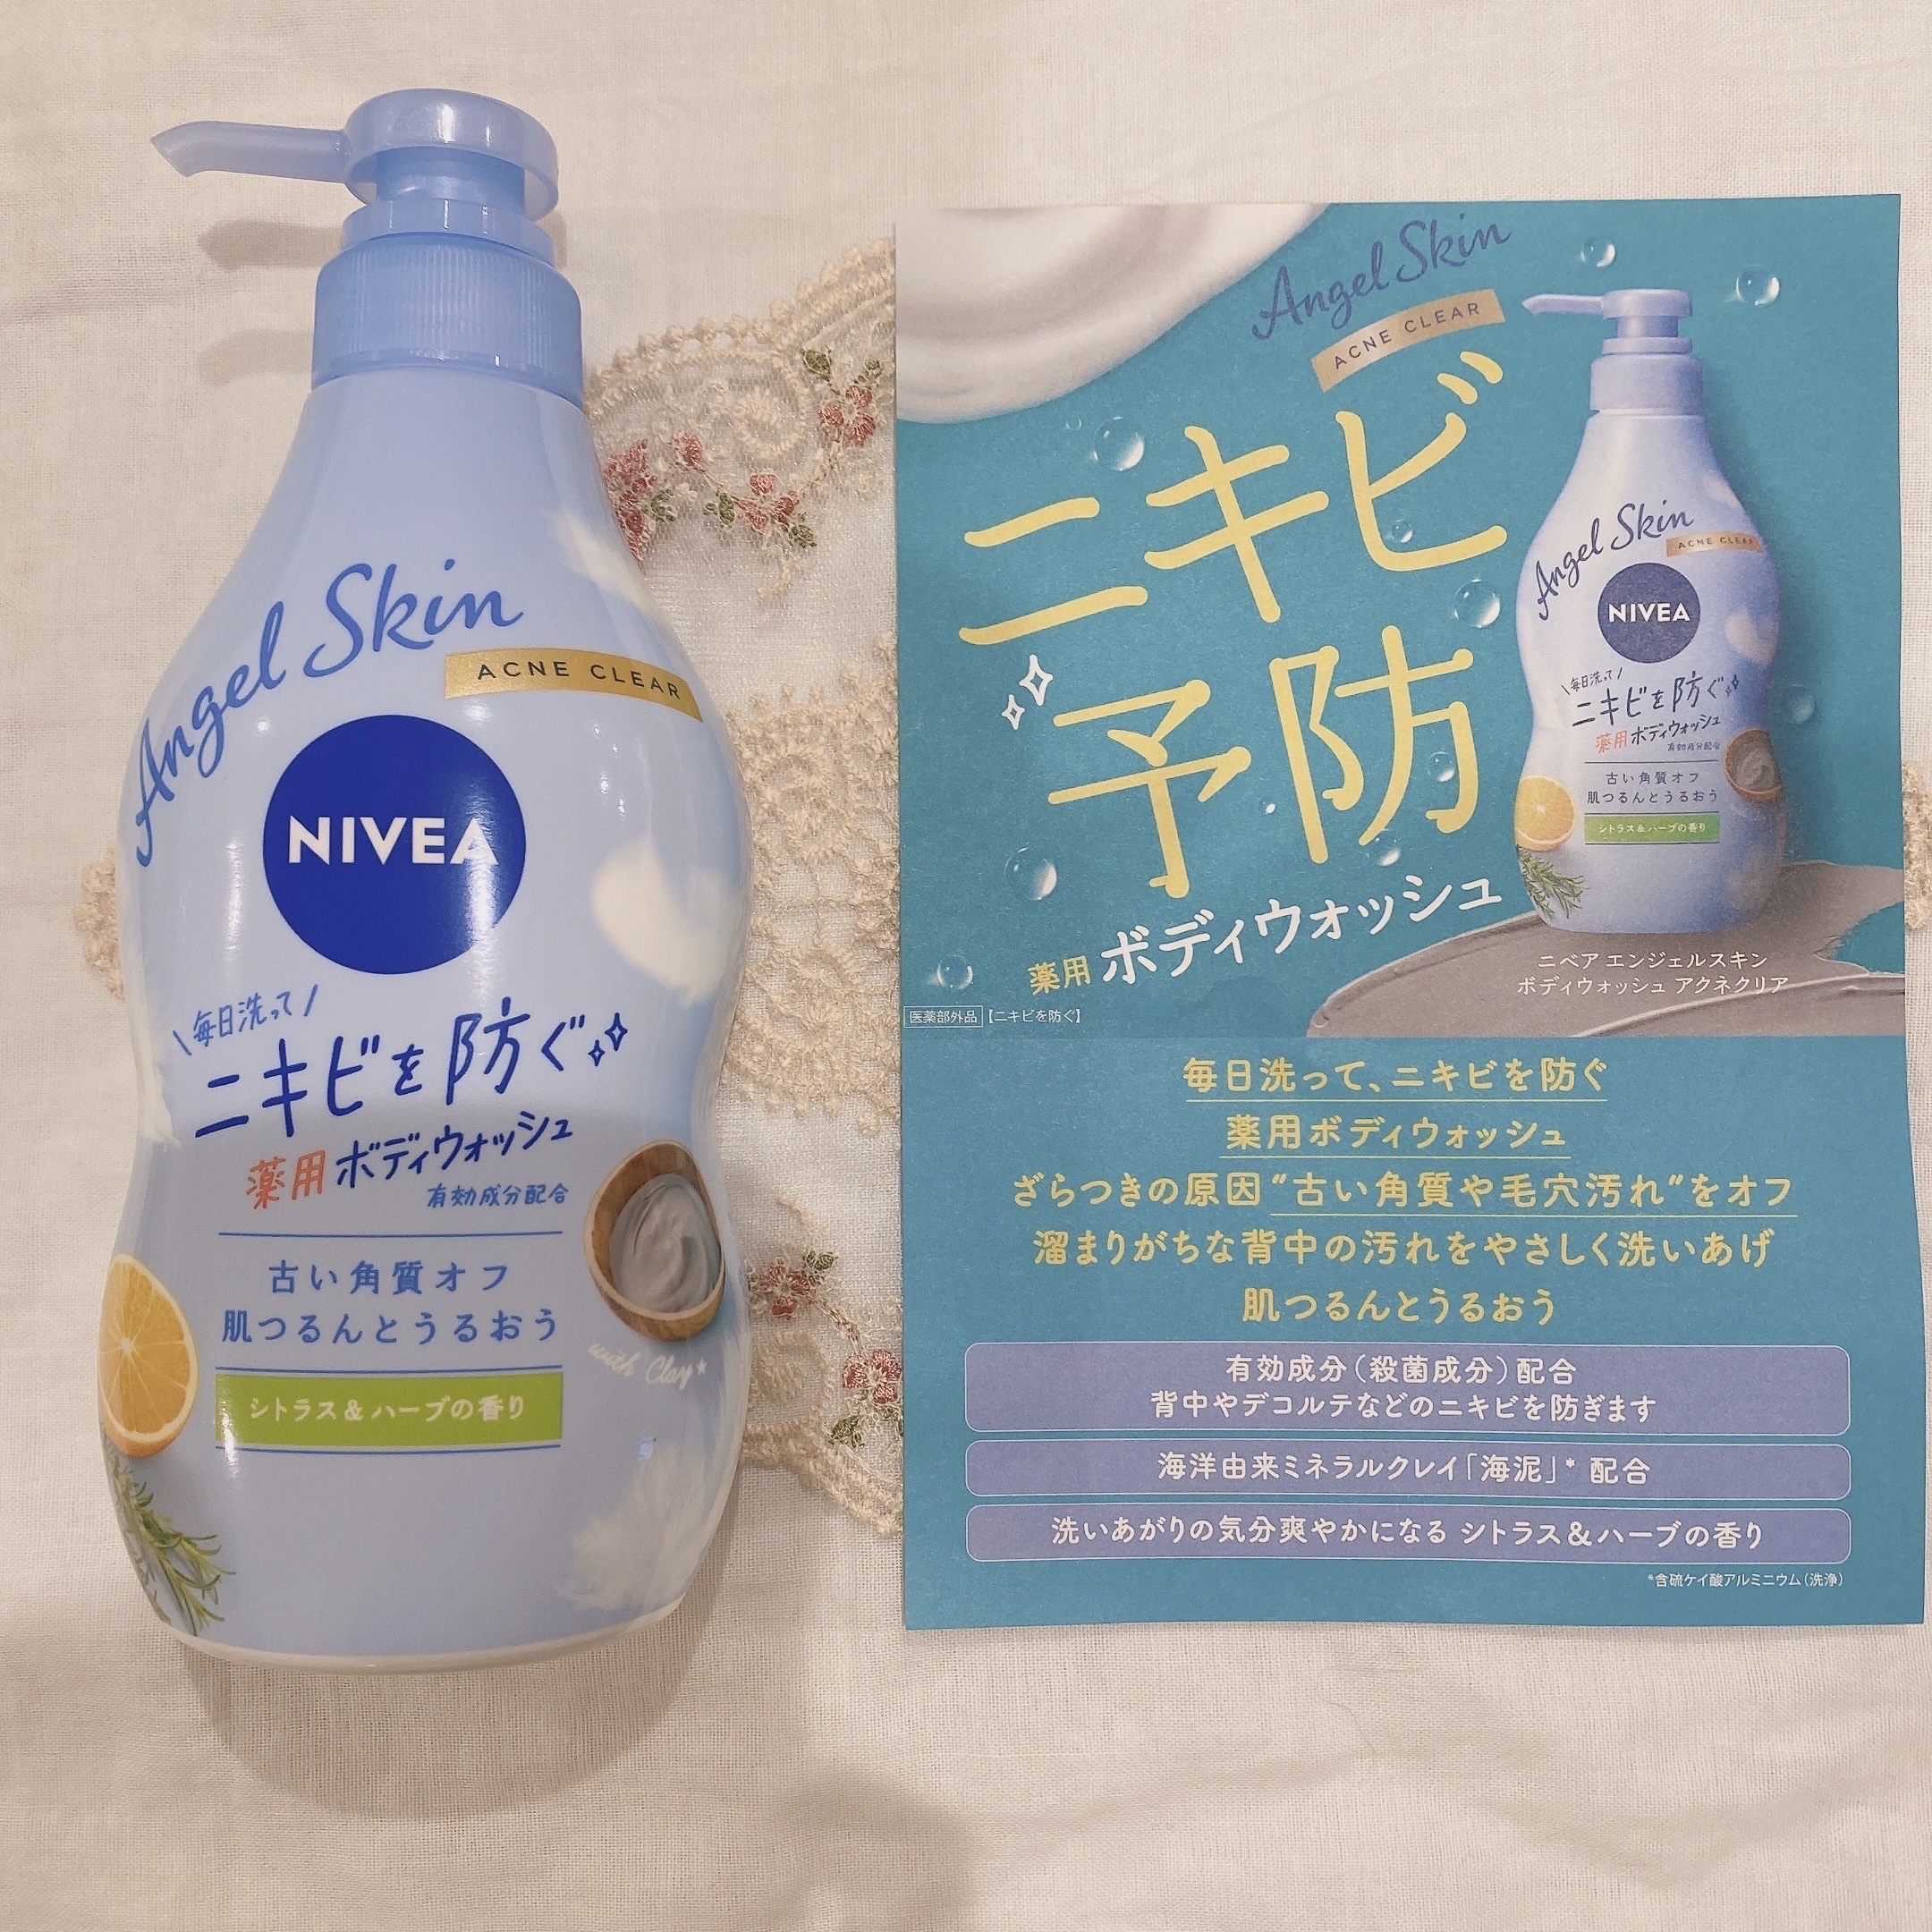 Angel Skin
ACNE CLEAR
NIVEA
\毎日洗って/
ニキビを防ぐ
薬用ボディウォッシュ
有効成分配合
古い角質オフ
肌つるんとうるおう
シトラス&ハーブの香り
with Clay
Angel Skin
ACNE CLEAR
ニキビ
予防
薬用ボディウォッシュ
医薬部外品【ニキビを防ぐ】
Angel Skin
ACNE CLEAR
NIVEA
\毎日洗って/
ニキビを防ぐ
薬用ボディウォッシュ
有効成分配合
古い角質オフ
肌つるんとうるおう
シトラス&ハーブの香り
ニベア エンジェルスキン
ボディウォッシュ アクネクリア
毎日洗って、ニキビを防ぐ
薬用ボディウォッシュ
ざらつきの原因“古い角質や毛穴汚れ”をオフ
溜まりがちな背中の汚れをやさしく洗いあげ
肌つるんとうるおう
有効成分(殺菌成分)配合
背中やデコルテなどのニキビを防ぎます
海洋由来ミネラルクレイ「海泥」* 配合
洗いあがりの気分爽やかになる シトラス&ハーブの香り
*含硫ケイ酸アルミニウム(洗浄)